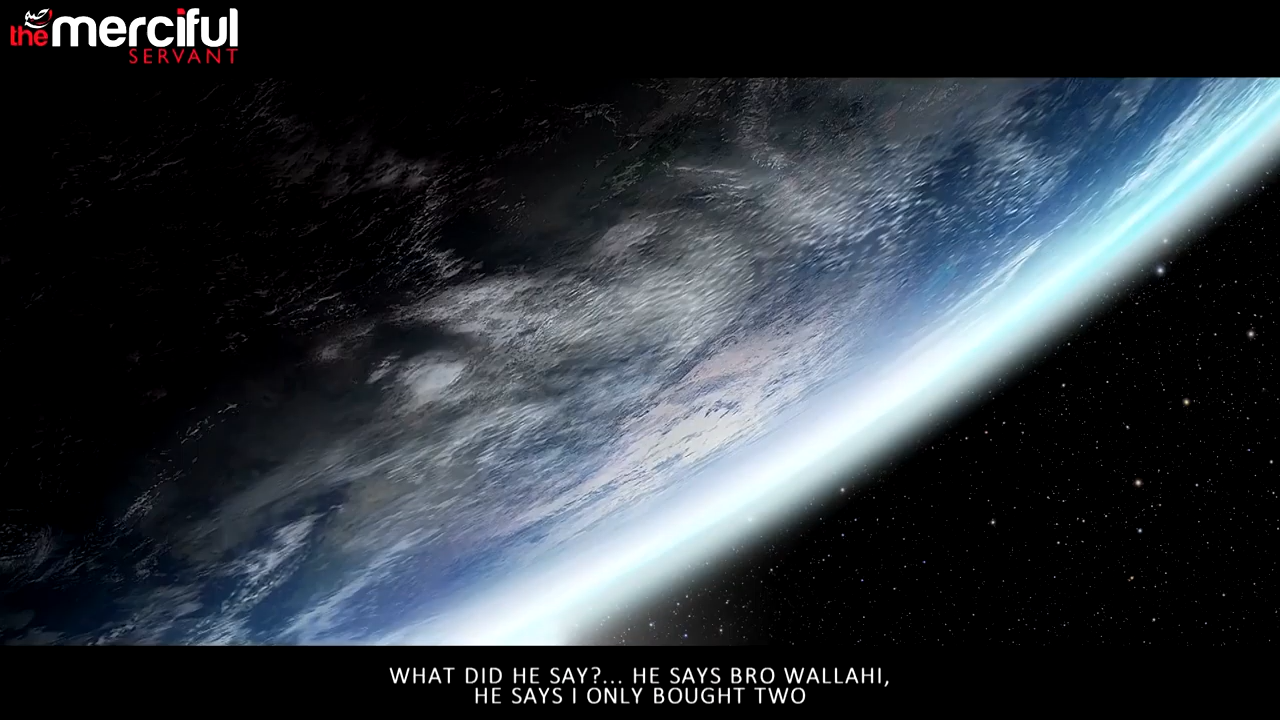 the merciful
SERVANT
WHAT DID HE SAY?... HE SAYS BRO WALLAHI,
HE SAYS I ONLY BOUGHT TWO